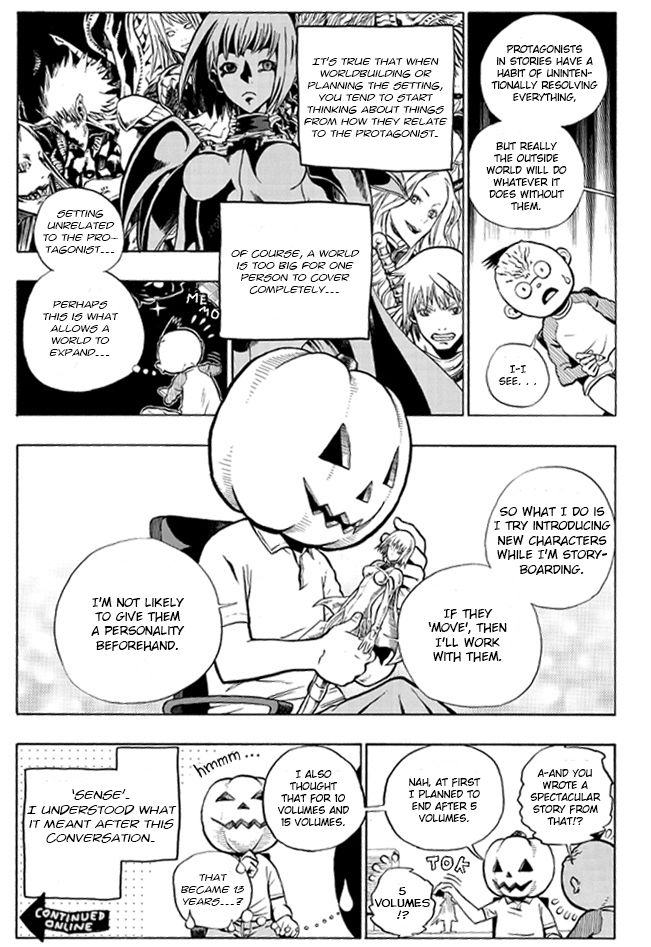 PROTAGONISTS
IN STORIES HAVE A
HABIT OF UNINTEN-
TIONALLY RESOLVING
EVERYTHING,
BUT REALLY
THE OUTSIDE
WORLD WILL DO
WHATEVER IT
DOES WITHOUT
THEM.
I-I
SEE. . .
IT'S TRUE THAT WHEN
WORLDBUILDING OR
PLANNING THE SETTING,
YOU TEND TO START
THINKING ABOUT THINGS
FROM HOW THEY RELATE
TO THE PROTAGONIST...
OF COURSE, A WORLD
IS TOO BIG FOR ONE
PERSON TO COVER
COMPLETELY...
SETTING
UNRELATED
TO THE PRO-
TAGONIST...
PERHAPS
THIS IS WHAT
ALLOWS A
WORLD TO
EXPAND...
MEMO
SO WHAT I DO IS
I TRY INTRODUCING
NEW CHARACTERS
WHILE I'M STORY-
BOARDING.
IF THEY
'MOVE', THEN
I'LL WORK
WITH THEM.
I'M NOT LIKELY
TO GIVE THEM
A PERSONALITY
BEFOREHAND.
A-AND YOU
WROTE A
SPECTACULAR
STORY FROM
THAT!?
NAH, AT FIRST
I PLANNED TO
END AFTER 5
VOLUMES.
TOK
5
VOLUMES
!?
I ALSO
THOUGHT
THAT FOR 10
VOLUMES AND
15 VOLUMES.
hmmm...
THAT
BECAME 13
YEARS...?
'SENSE'...
I UNDERSTOOD WHAT
IT MEANT AFTER THIS
CONVERSATION...
CONTINUED
ONLINE